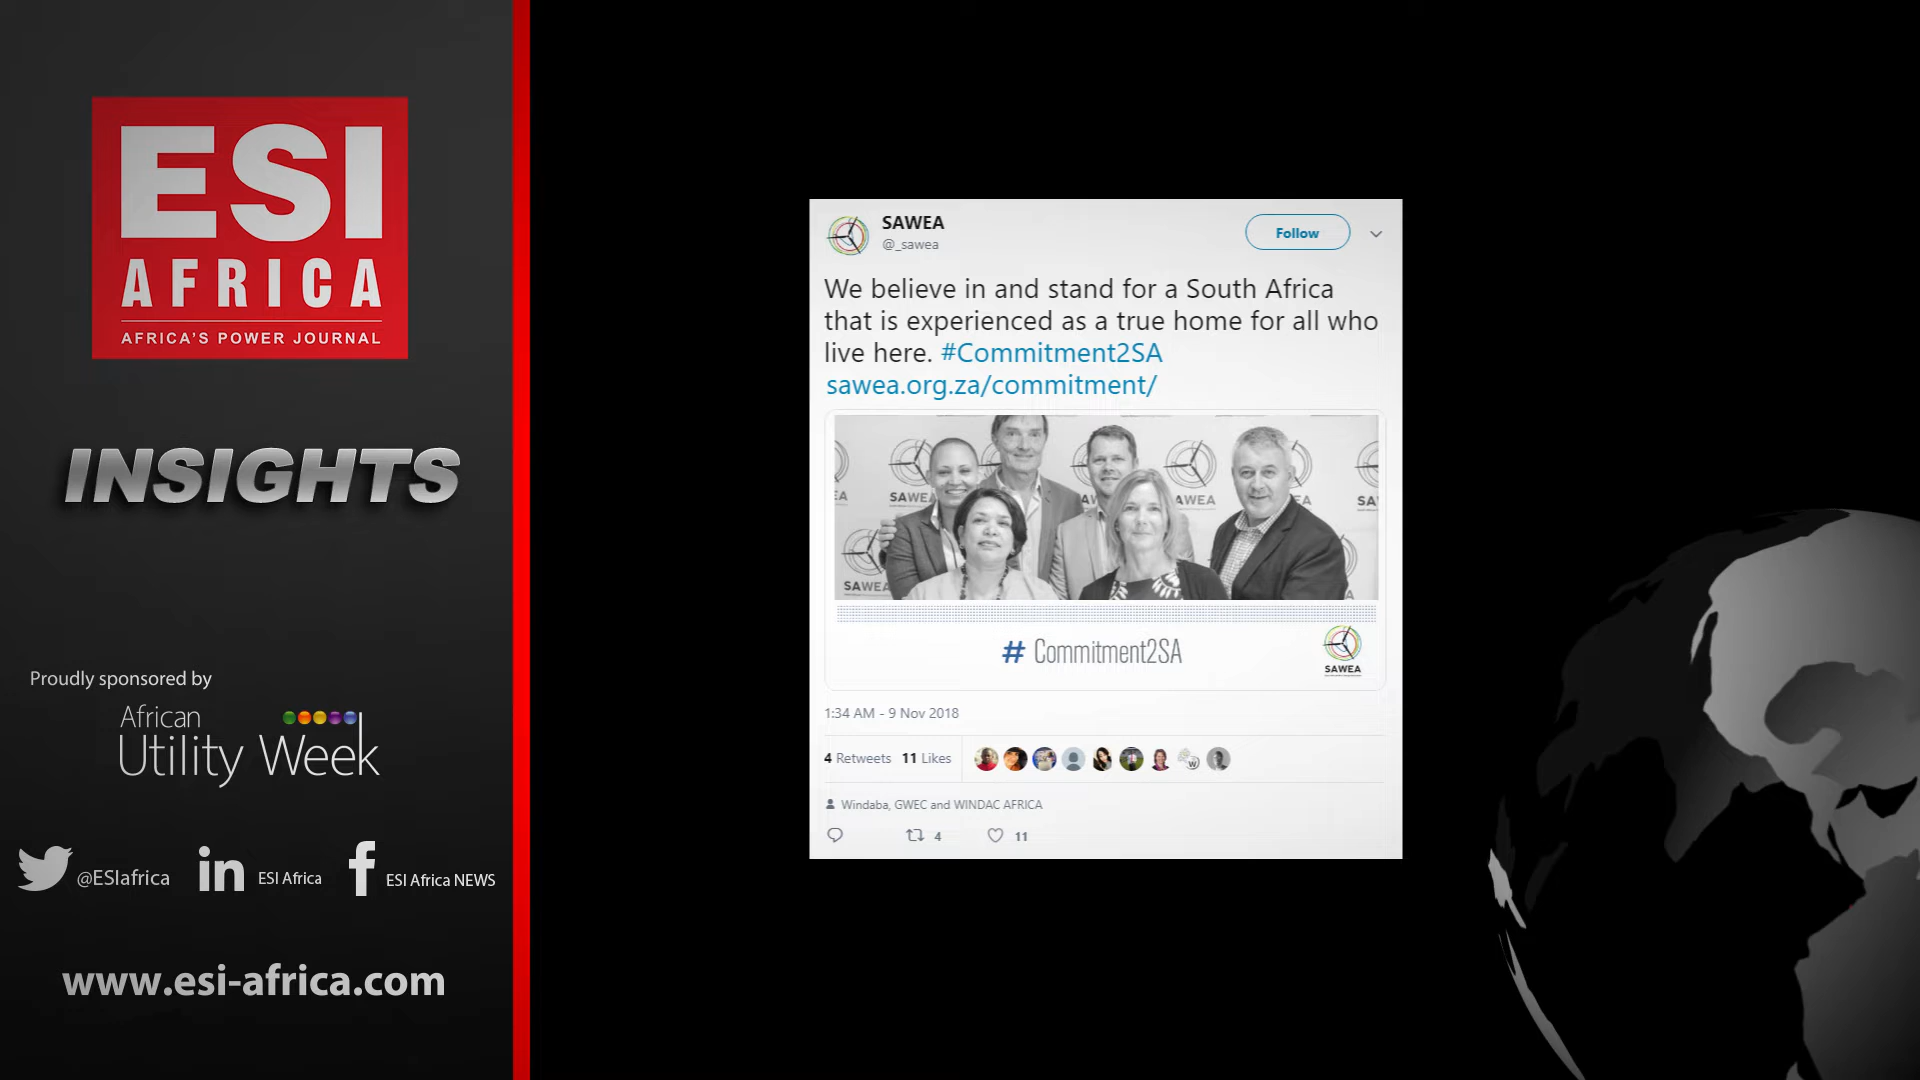 ESI
AFRICA
AFRICA'S POWER JOURNAL
INSIGHTS
Proudly sponsored by
African
Utility Week
@ESIafrica
in
ESI Africa
f
ESI Africa NEWS
www.esi-africa.com
SAWEA
@_sawea
Follow
We believe in and stand for a South Africa
that is experienced as a true home for all who
live here. #Commitment2SA
sawea.org.za/commitment/
SAWEA
SAWEA
SAWEA
# Commitment2SA
SAWEA
1:34 AM - 9 Nov 2018
4 Retweets 11 Likes
W
Windaba, GWEC and WINDAC AFRICA
4
11